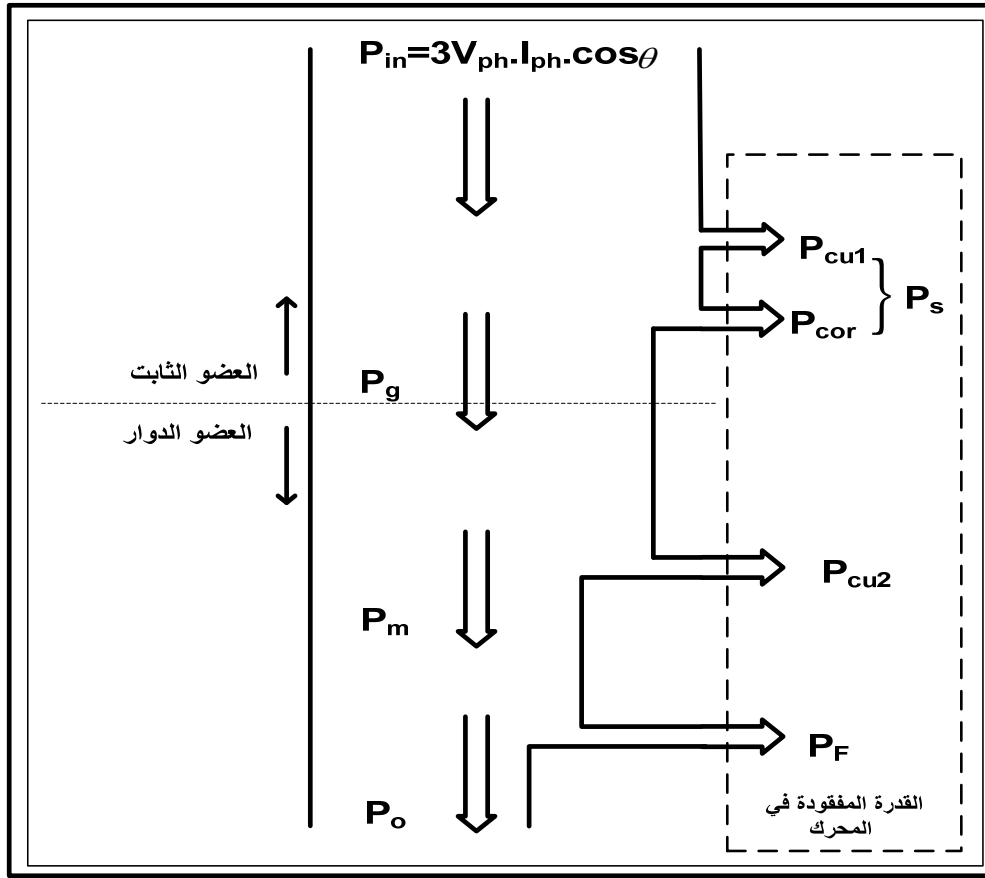 P_in=3V_ph.I_ph.cosθ
P_cu1
P_s
P_cor
العضو الثابت
P_g
العضو الدوار
P_cu2
P_m
P_F
P_o
القدرة المفقودة في
المحرك